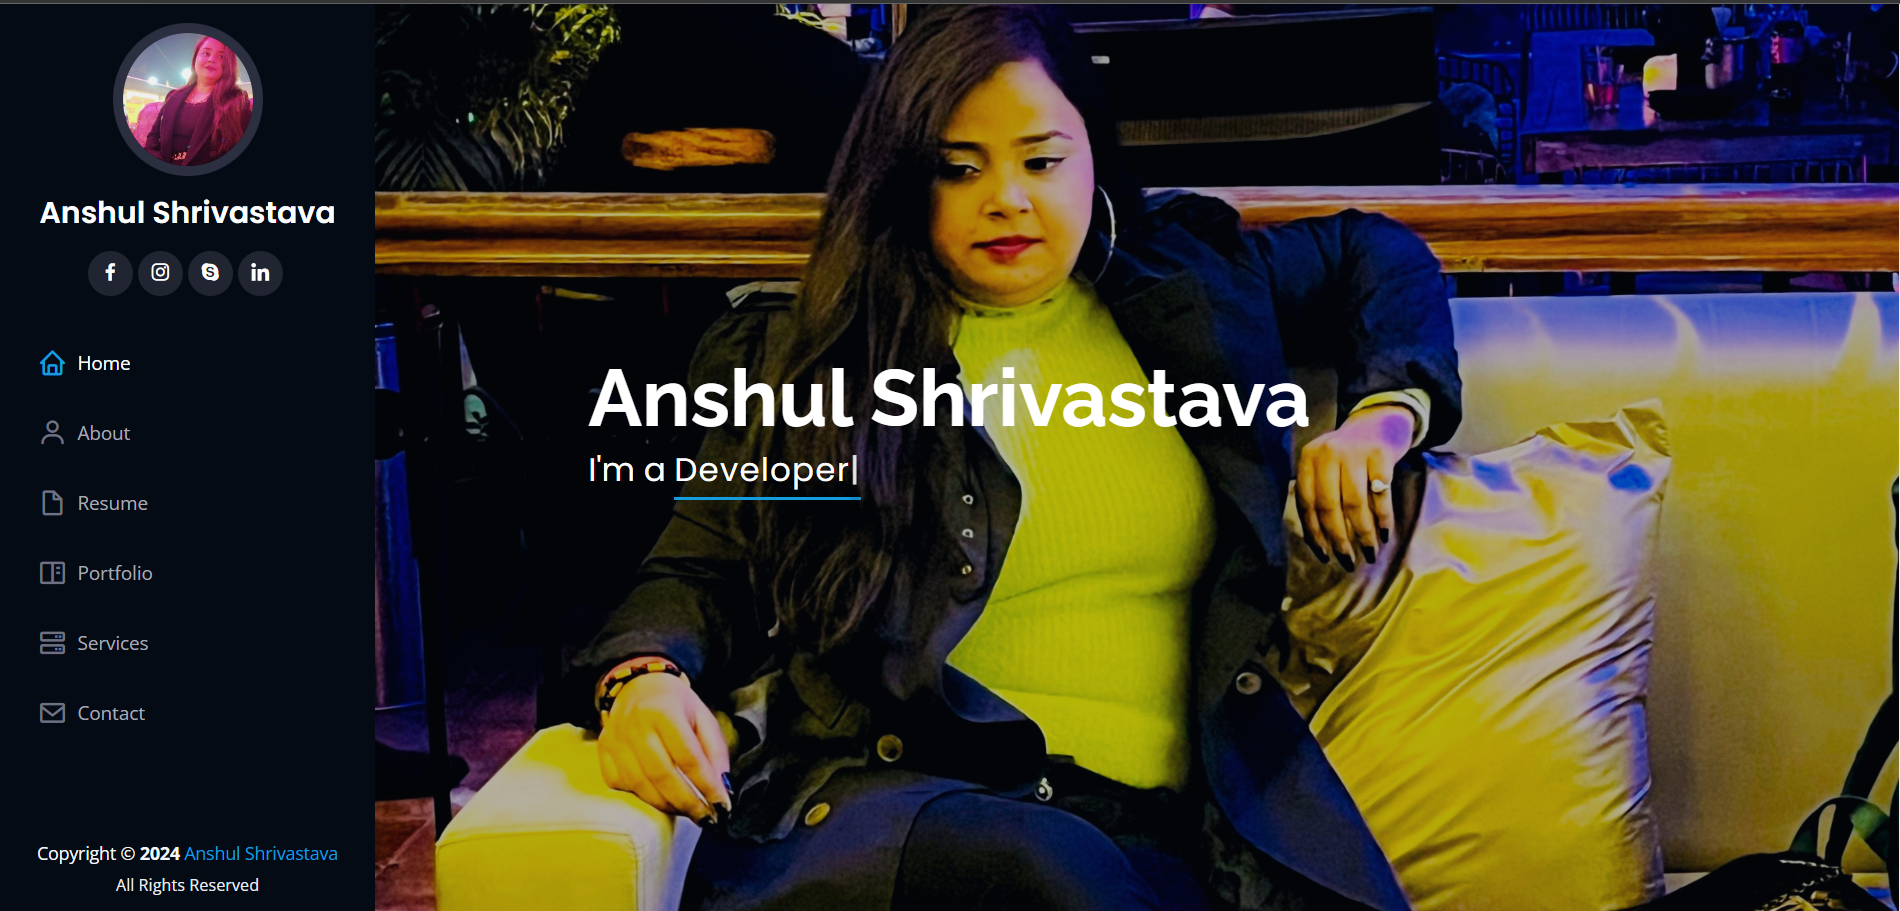 Anshul Shrivastava
Home
About
Resume
Portfolio
Services
Contact
Copyright © 2024 Anshul Shrivastava
All Rights Reserved
Anshul Shrivastava
I'm a Developer|